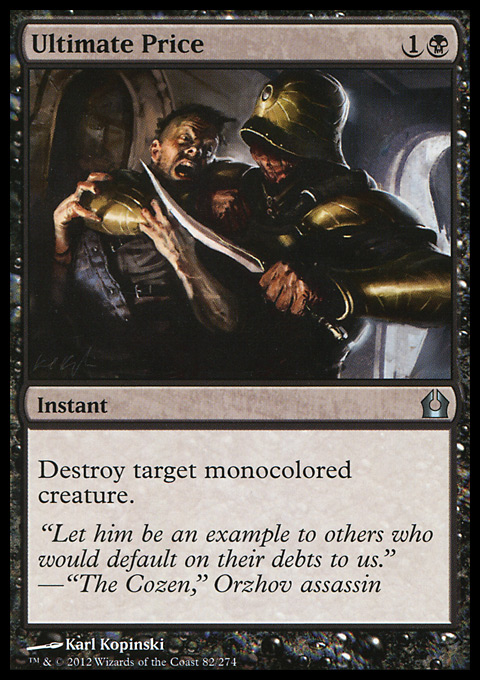 Ultimate Price
1
Instant
Destroy target monocolored
creature.
“Let him be an example to others who
would default on their debts to us.”
—“The Cozen,” Orzhov assassin
Karl Kopinski
™ & © 2012 Wizards of the Coast 82/274